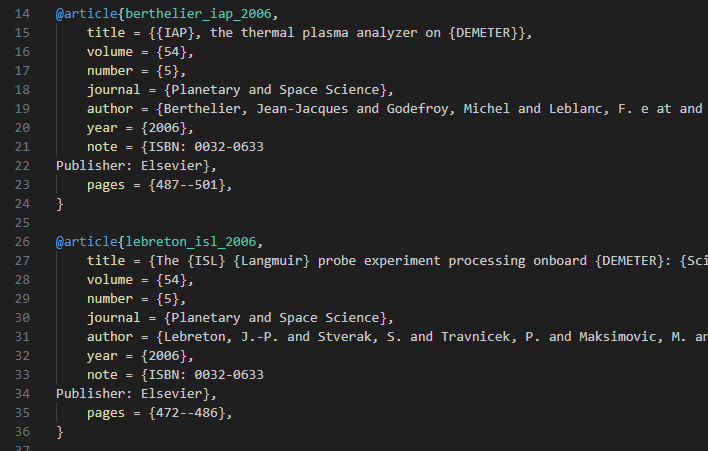 14 @article{berthelier_iap_2006,
15 title = {{IAP}, the thermal plasma analyzer on {DEMETER}},
16 volume = {54},
17 number = {5},
18 journal = {Planetary and Space Science},
19 author = {Berthelier, Jean-Jacques and Godefroy, Michel and Leblanc, F. e at and
20 year = {2006},
21 note = {ISBN: 0032-0633
22 Publisher: Elsevier},
23 pages = {487--501},
24 }
25
26 @article{lebreton_isl_2006,
27 title = {The {ISL} {Langmuir} probe experiment processing onboard {DEMETER}: {Sci
28 volume = {54},
29 number = {5},
30 journal = {Planetary and Space Science},
31 author = {Lebreton, J.-P. and Stverak, S. and Travnicek, P. and Maksimovic, M. an
32 year = {2006},
33 note = {ISBN: 0032-0633
34 Publisher: Elsevier},
35 pages = {472--486},
36 }
37